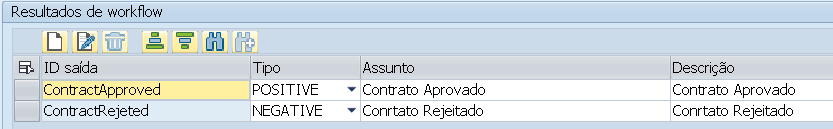 Resultados de workflow
ID saída Tipo Assunto Descrição
ContractApproved POSITIVE Contrato Aprovado Contrato Aprovado
ContractRejeted NEGATIVE Conrtato Rejeitado Conrtato Rejeitado